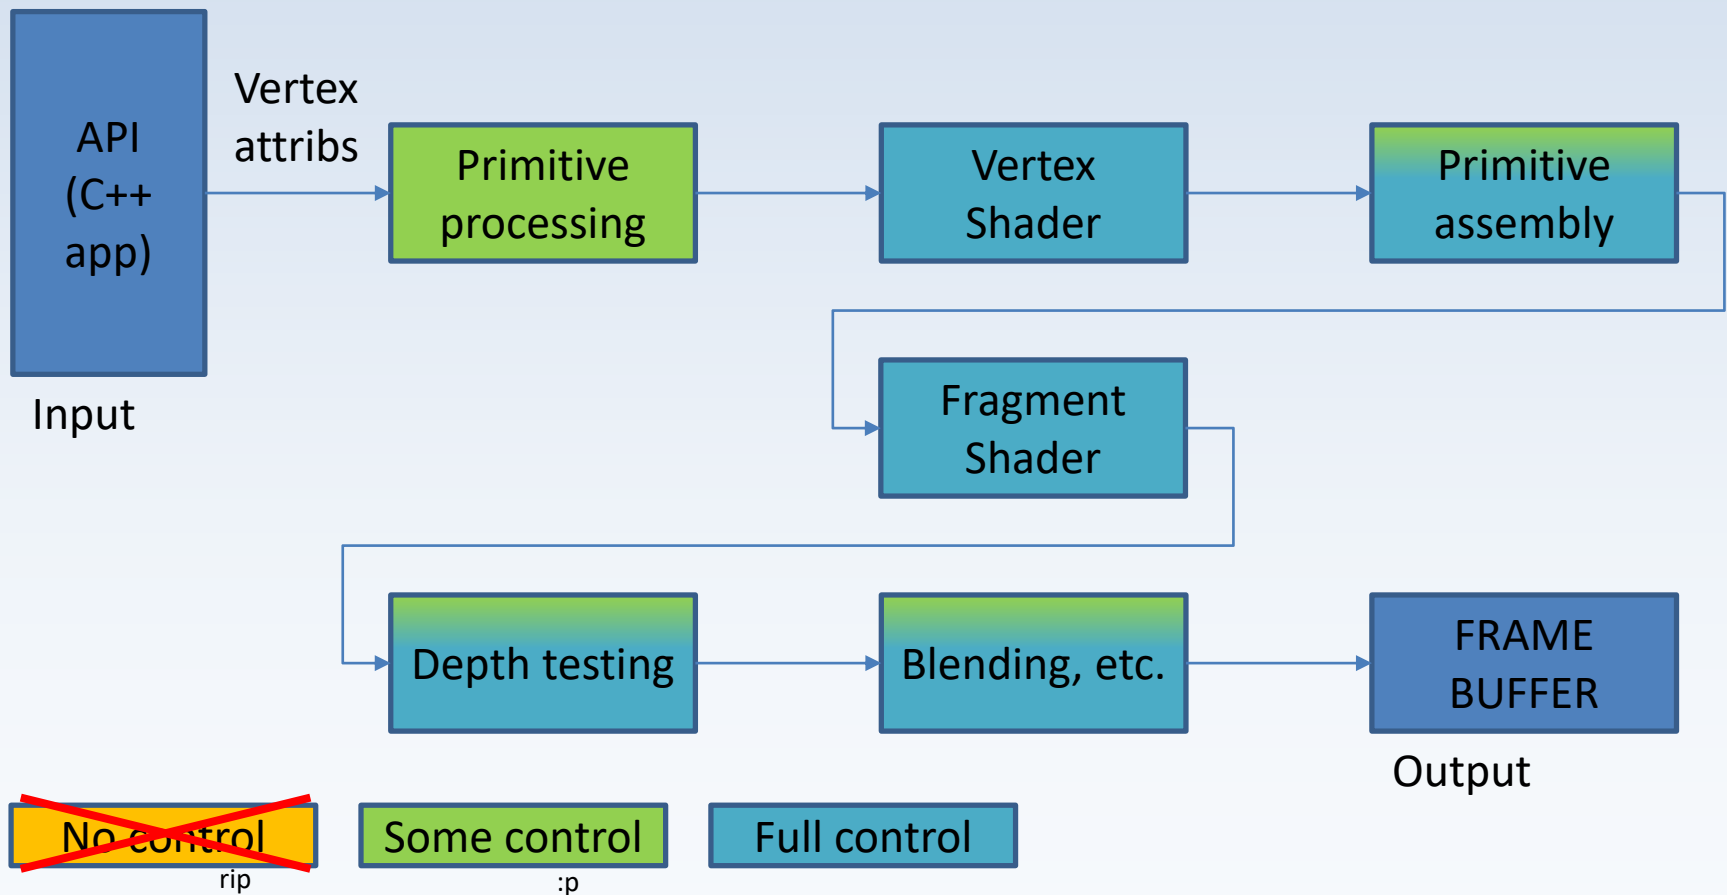 API
(C++
app)
Vertex
attribs
Primitive
processing
Vertex
Shader
Primitive
assembly
Input
Fragment
Shader
Depth testing
Blending, etc.
FRAME
BUFFER
Output
No control
Some control
Full control
rip
:p